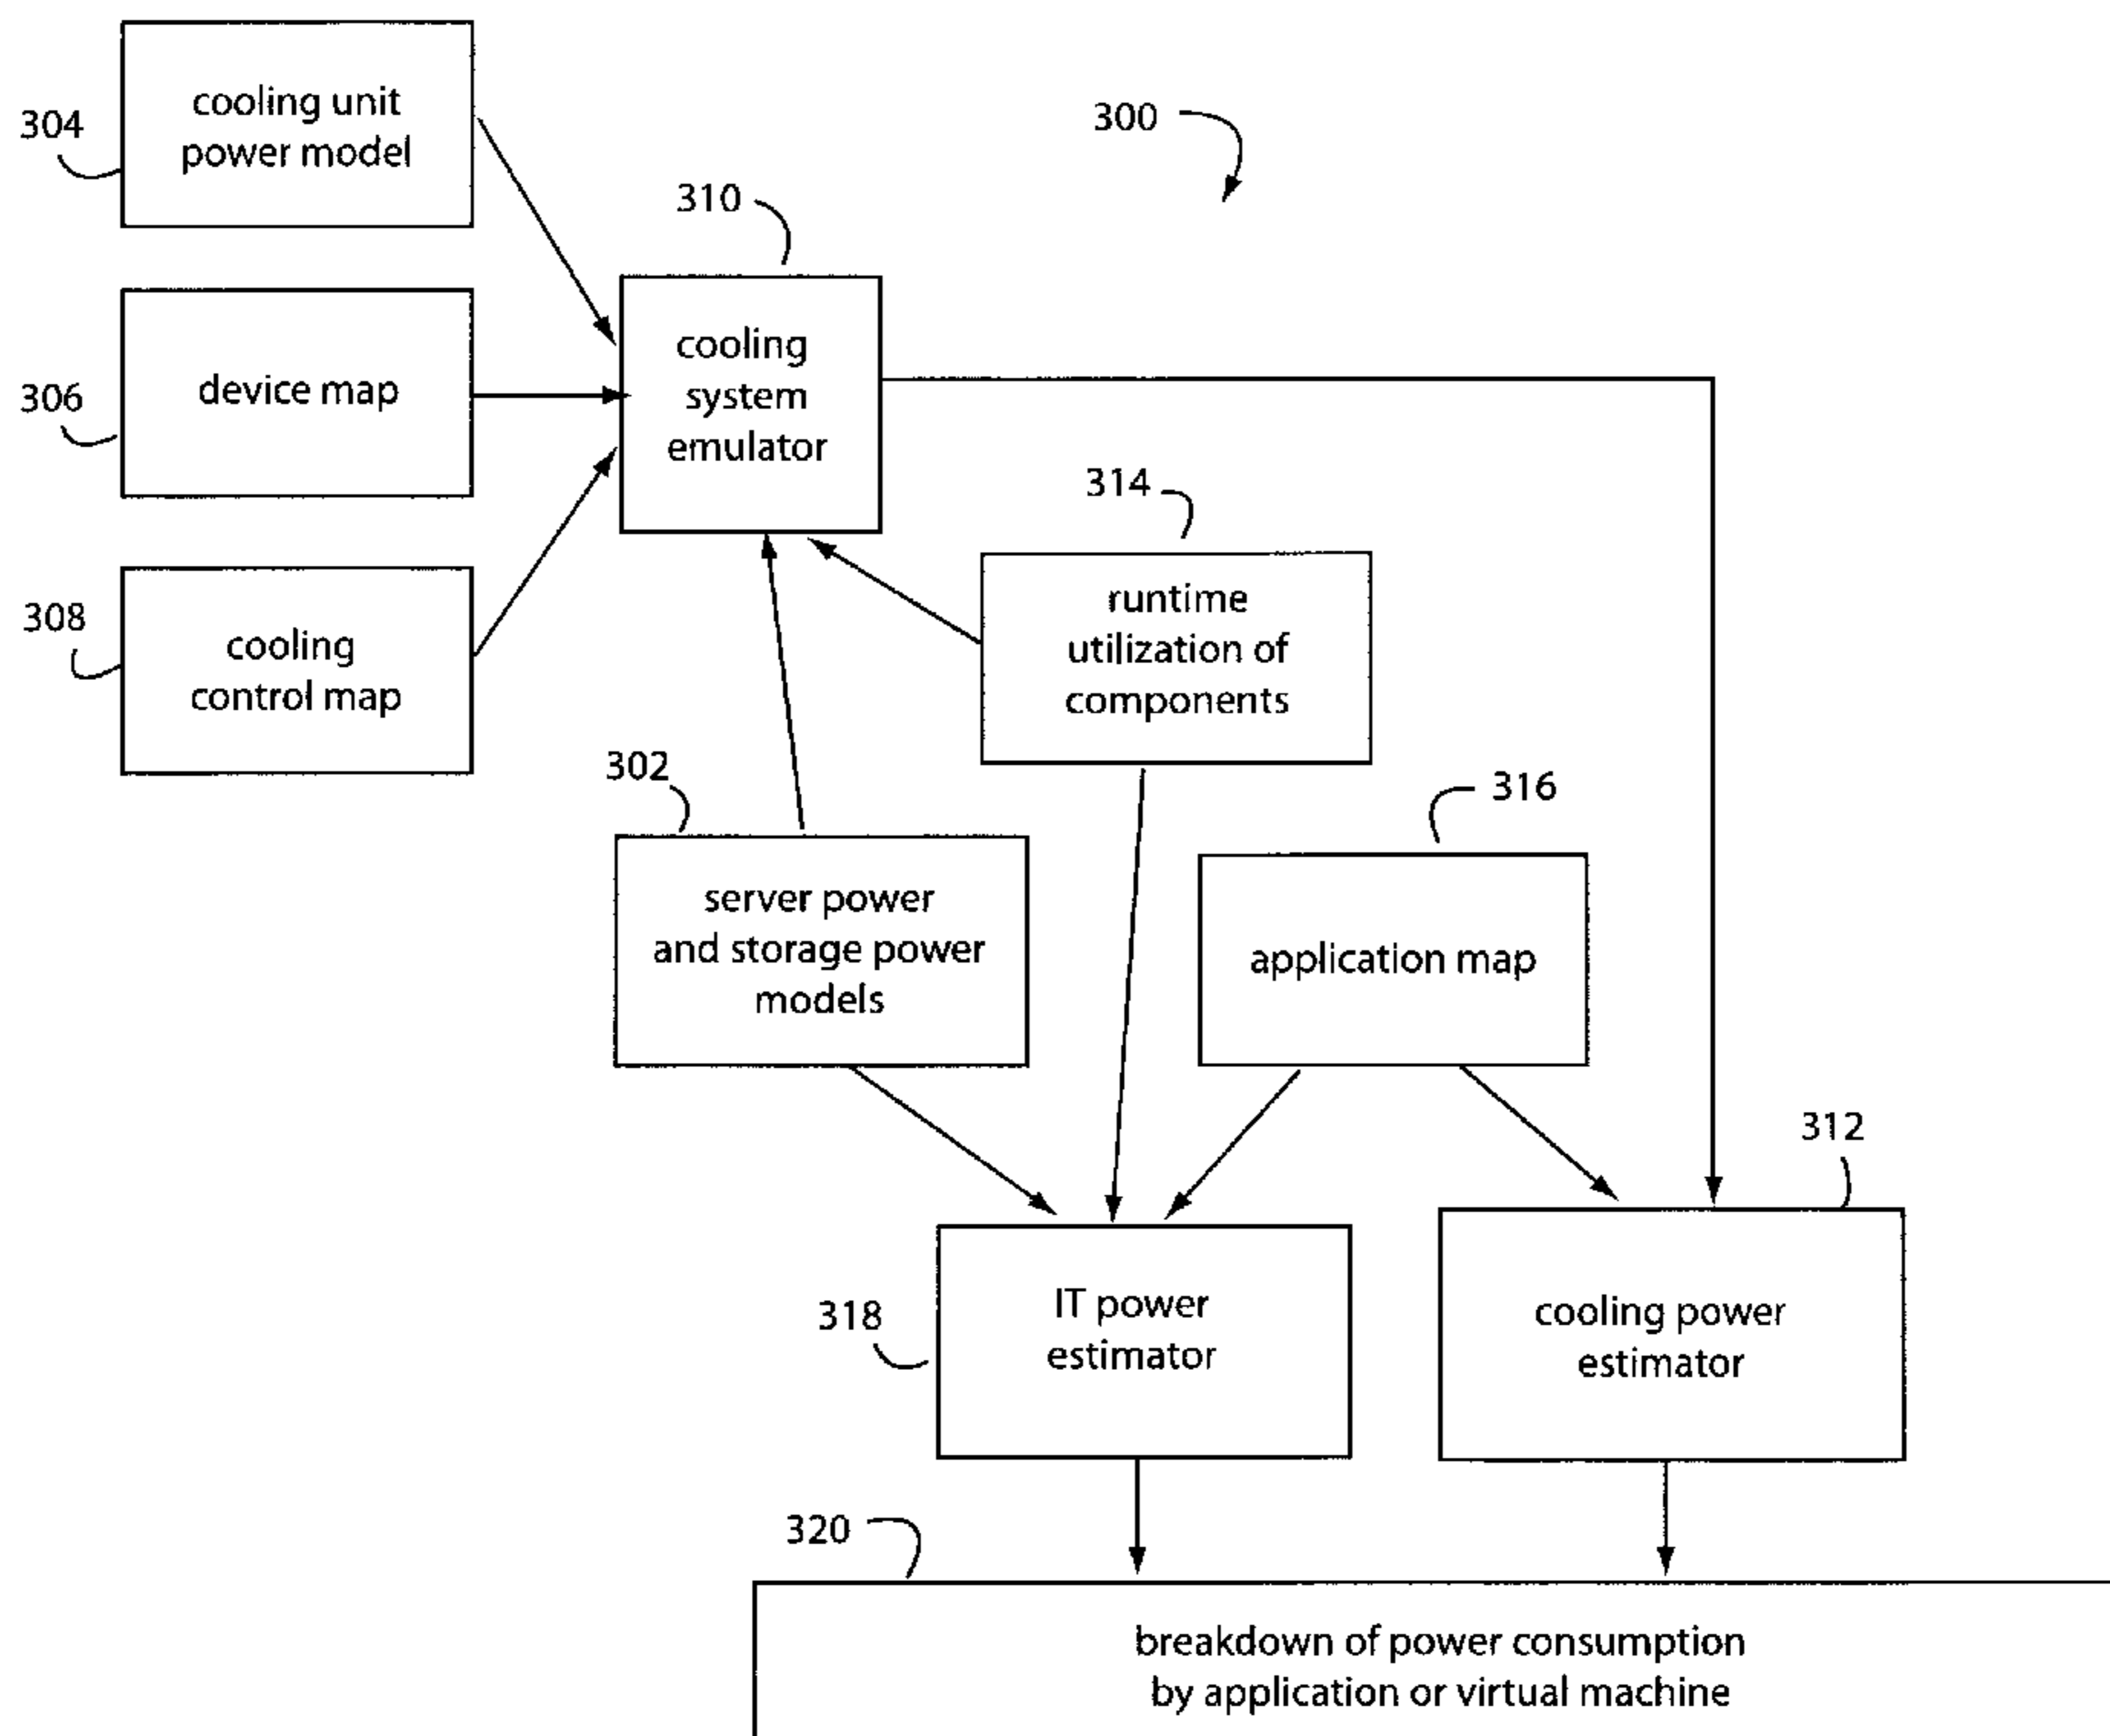 304
cooling unit
power model
300
310
306
device map
cooling
system
emulator
314
308
cooling
control map
runtime
utilization of
components
302
316
server power
and storage power
models
application map
312
318
IT power
estimator
cooling power
estimator
320
breakdown of power consumption
by application or virtual machine